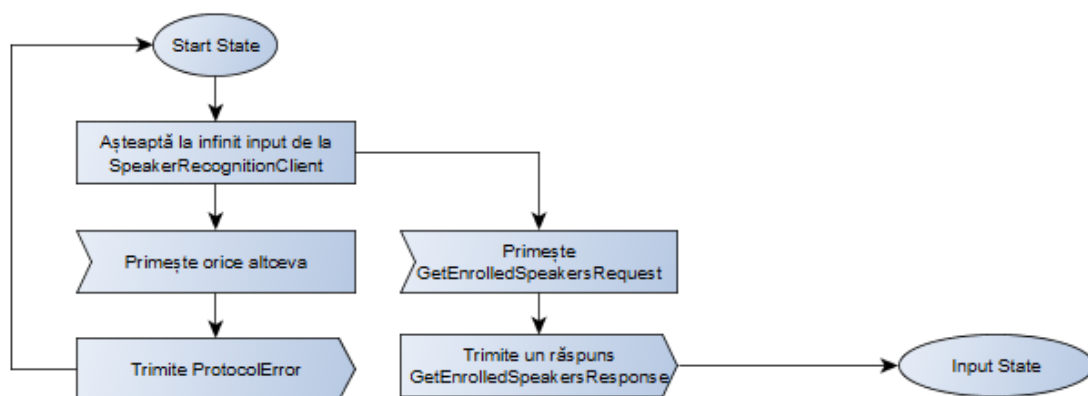 Start State
Așteaptă la infinit input de la
SpeakerRecognitionClient
Primește orice altceva
Primește
GetEnrolledSpeakersRequest
Trimite ProtocolError
Trimite un răspuns
GetEnrolledSpeakersResponse
Input State